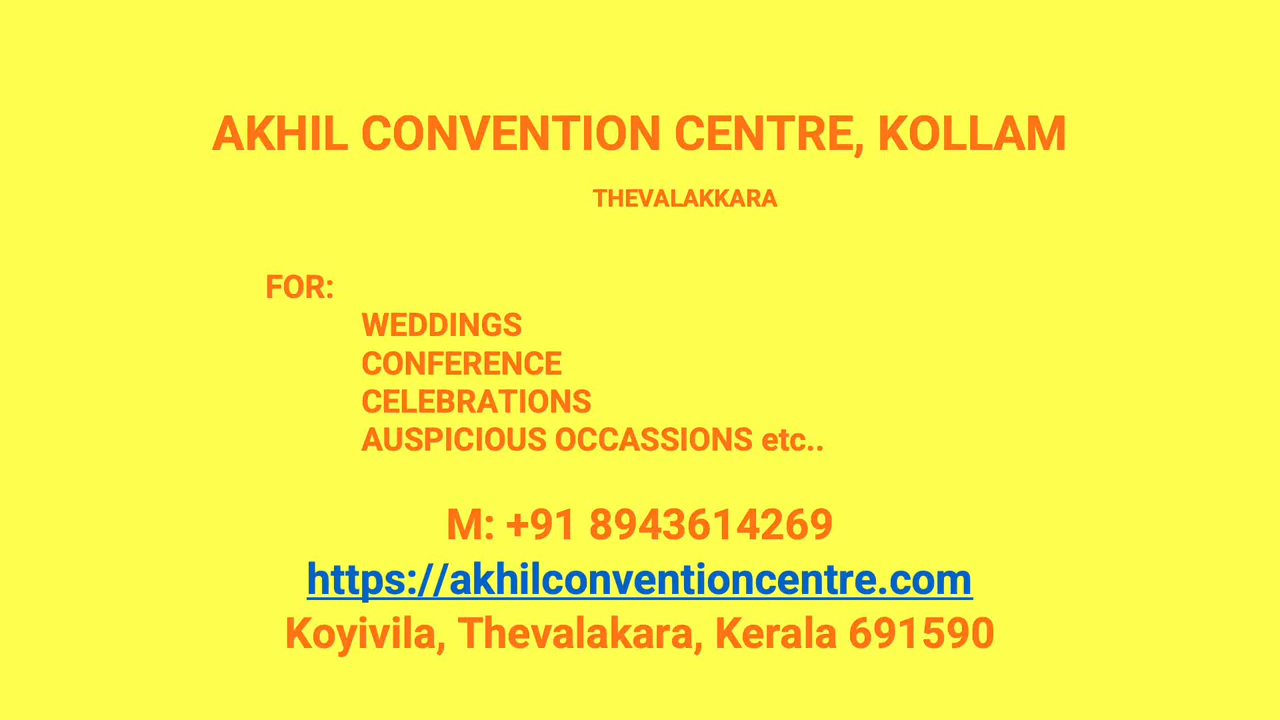 AKHIL CONVENTION CENTRE, KOLLAM
THEVALAKKARA
FOR:
WEDDINGS
CONFERENCE
CELEBRATIONS
AUSPICIOUS OCCASSIONS etc..
M: +91 8943614269
https://akhilconventioncentre.com
Koyivila, Thevalakara, Kerala 691590